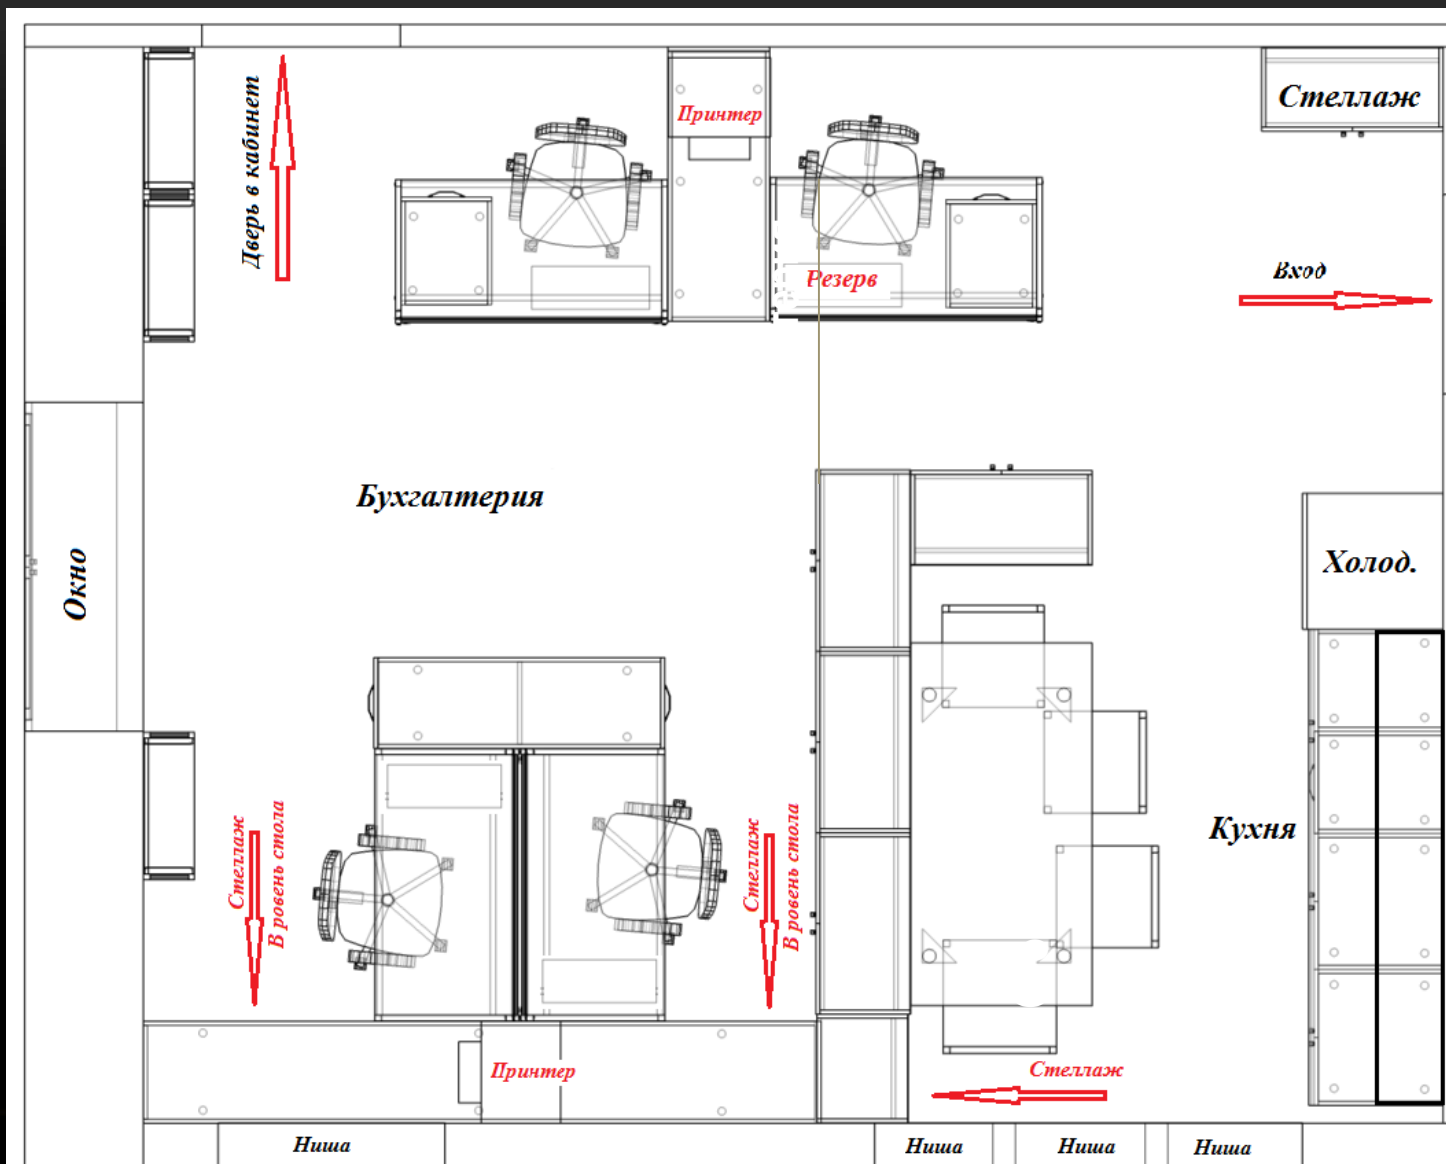 Стеллаж
Дверь в кабинет
Принтер
Вход
Резерв
Бухгалтерия
Окно
Холод.
Кухня
Стеллаж
В ровень стола
Стеллаж
В ровень стола
Принтер
Стеллаж
Ниша
Ниша
Ниша
Ниша